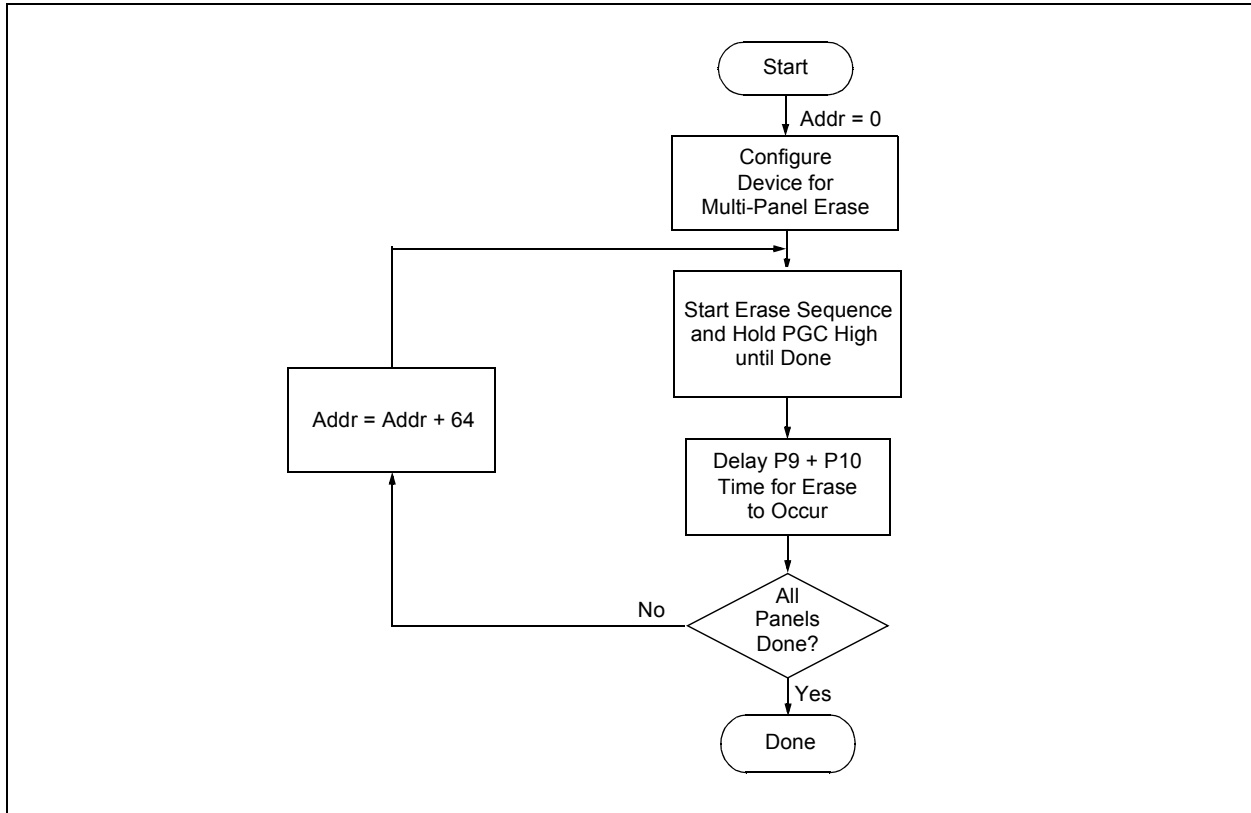 Start
Addr = 0
Configure
Device for
Multi-Panel Erase
Start Erase Sequence
and Hold PGC High
until Done
Addr = Addr + 64
Delay P9 + P10
Time for Erase
to Occur
All
Panels
Done?
No
Yes
Done